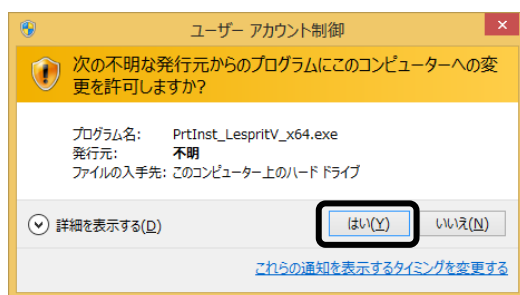 ユーザー アカウント制御
次の不明な発行元からのプログラムにこのコンピューターへの変
更を許可しますか?
プログラム名: PrtInst_LespritV_x64.exe
発行元: 不明
ファイルの入手先: このコンピューター上のハード ドライブ
詳細を表示する(D) はい(Y) いいえ(N)
これらの通知を表示するタイミングを変更する